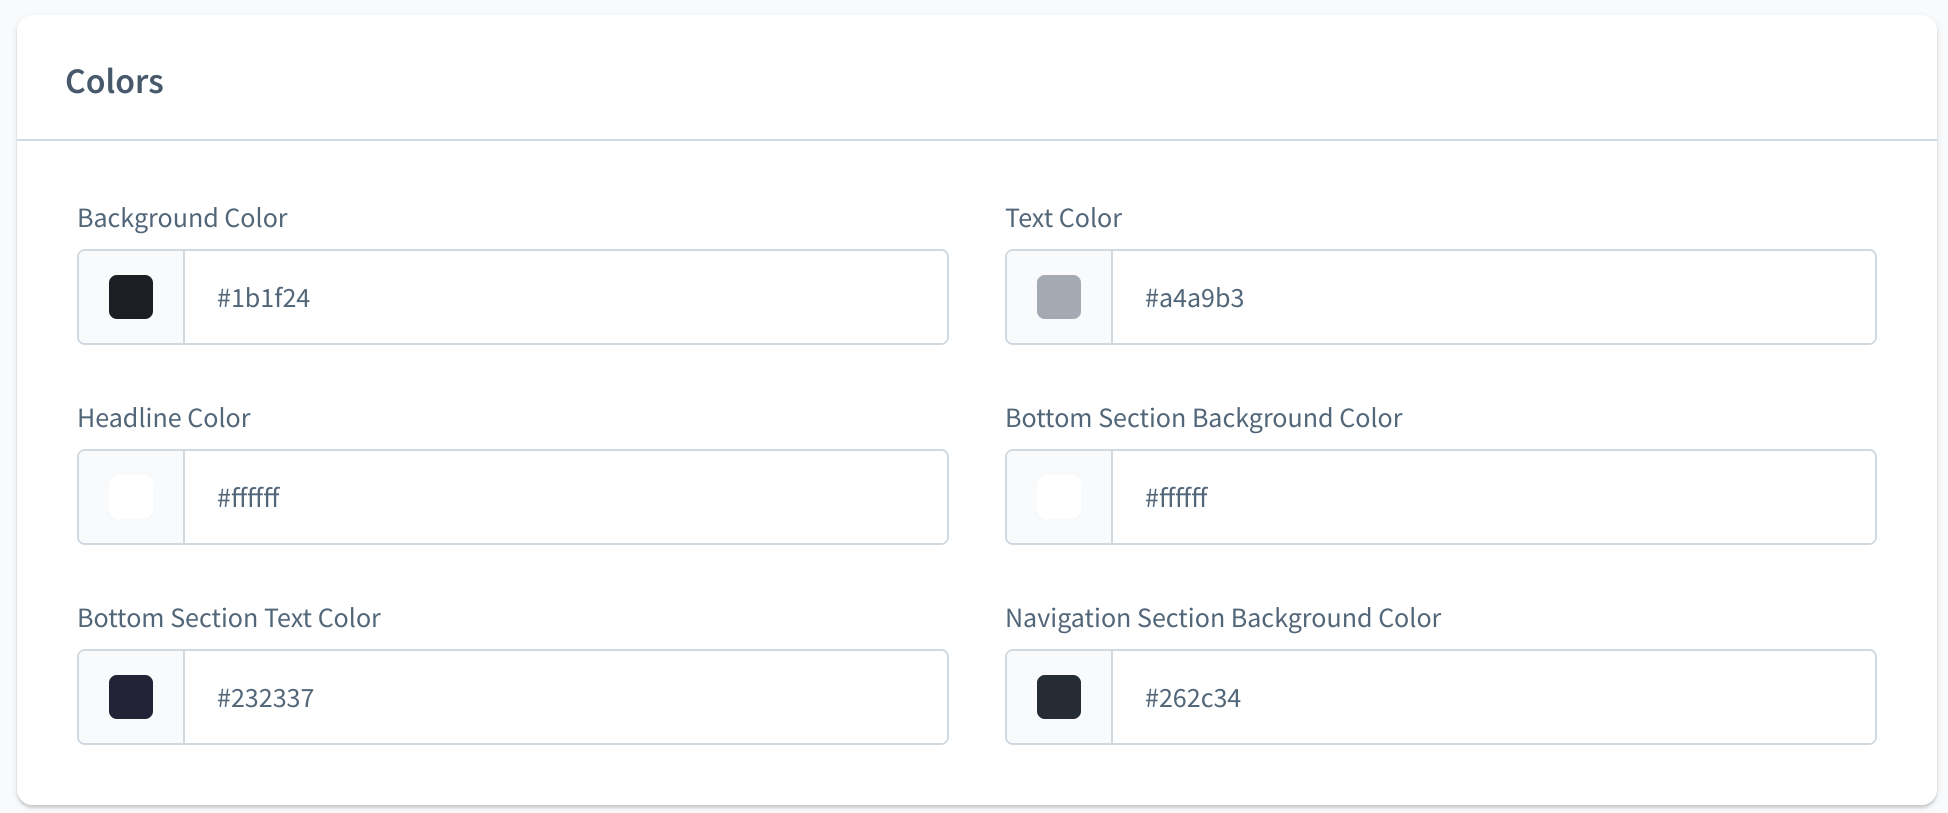 Colors
Background Color
Text Color
#1b1f24
#a4a9b3
Headline Color
Bottom Section Background Color
#ffffff
#ffffff
Bottom Section Text Color
Navigation Section Background Color
#232337
#262c34